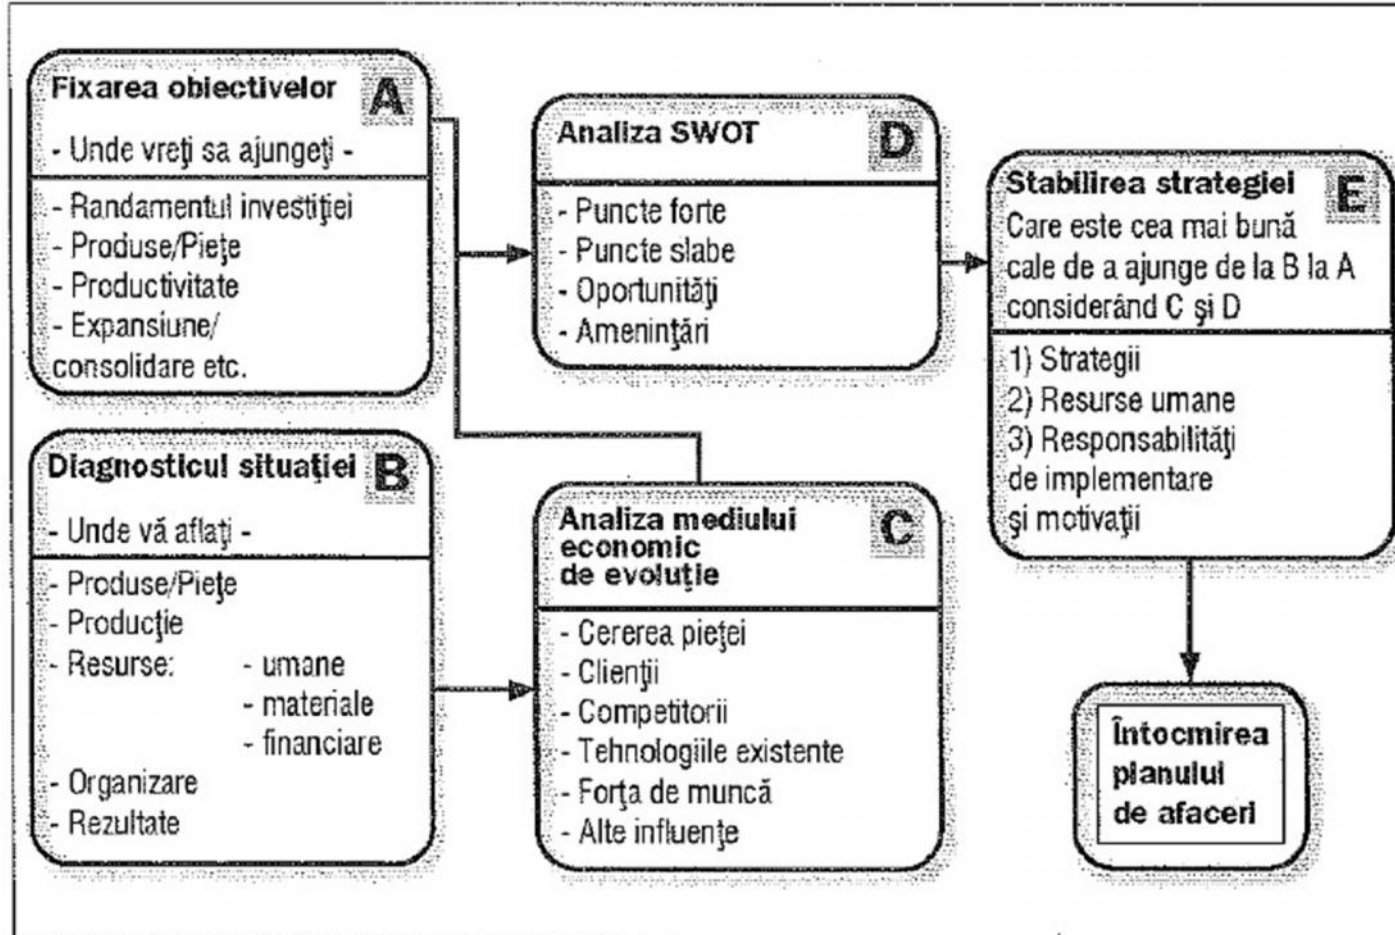 Fixarea obiectivelor
A
- Unde vreţi sa ajungeţi -
- Randamentul investiţiei
- Produse/Pieţe
- Productivitate
- Expansiune/
consolidare etc.
Diagnosticul situaţiei
B
- Unde vă aflaţi -
- Produse/Pieţe
- Producţie
- Resurse: - umane
- materiale
- financiare
- Organizare
- Rezultate
Analiza SWOT
D
- Puncte forte
- Puncte slabe
- Oportunităţi
- Ameninţări
Analiza mediului
economic
de evoluţie
C
- Cererea pieţei
- Clienţii
- Competitorii
- Tehnologiile existente
- Forţa de muncă
- Alte influenţe
Stabilirea strategiei
E
Care este cea mai bună
cale de a ajunge de la B la A
considerând C şi D
1) Strategii
2) Resurse umane
3) Responsabilităţi
de implementare
şi motivaţii
Întocmirea
planului
de afaceri